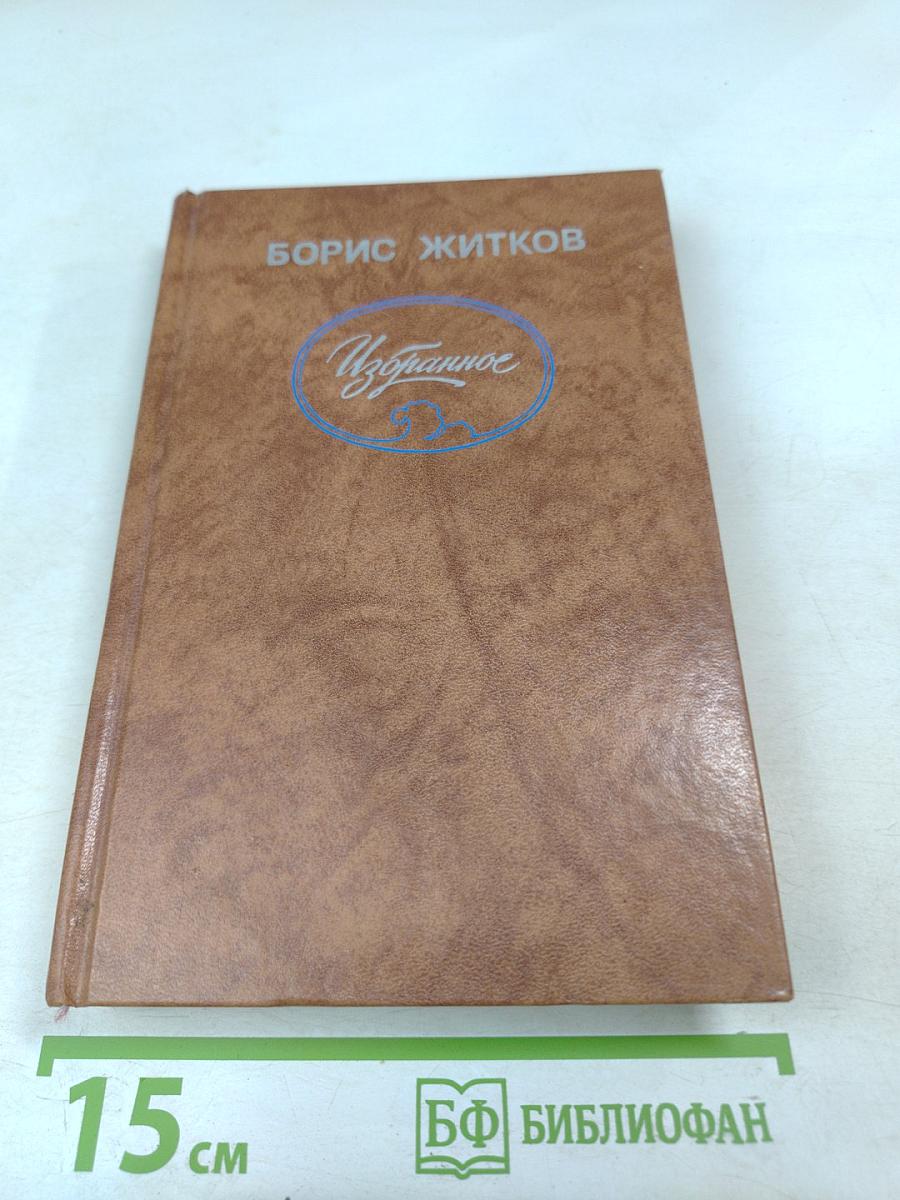 БОРИС ЖИТКОВ
Избранное
15 см
БФ БИБЛИОФАН